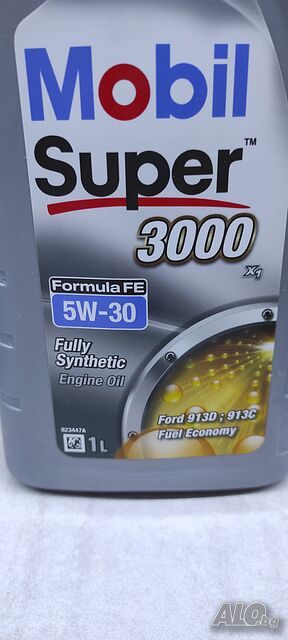 Mobil
Super™
3000
X1
Formula FE
5W-30
Fully
Synthetic
Engine Oil
Ford 913D ; 913C
Fuel Economy
823447A
1L
ALO.bg